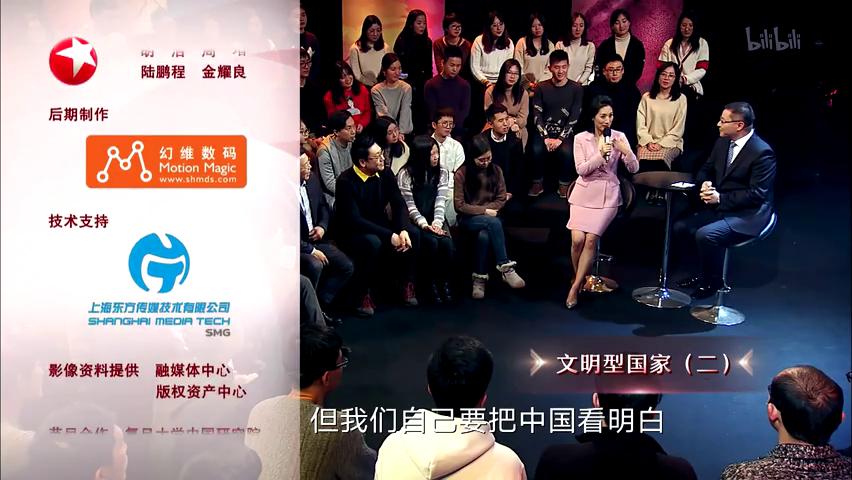 陆鹏程 金耀良
后期制作
幻维数码
Motion Magic
www.shmds.com
技术支持
上海东方传媒技术有限公司
SHANGHAI MEDIA TECH
SMG
影像资料提供 融媒体中心
版权资产中心
bilibili
文明型国家（二）
但我们自己要把中国看明白